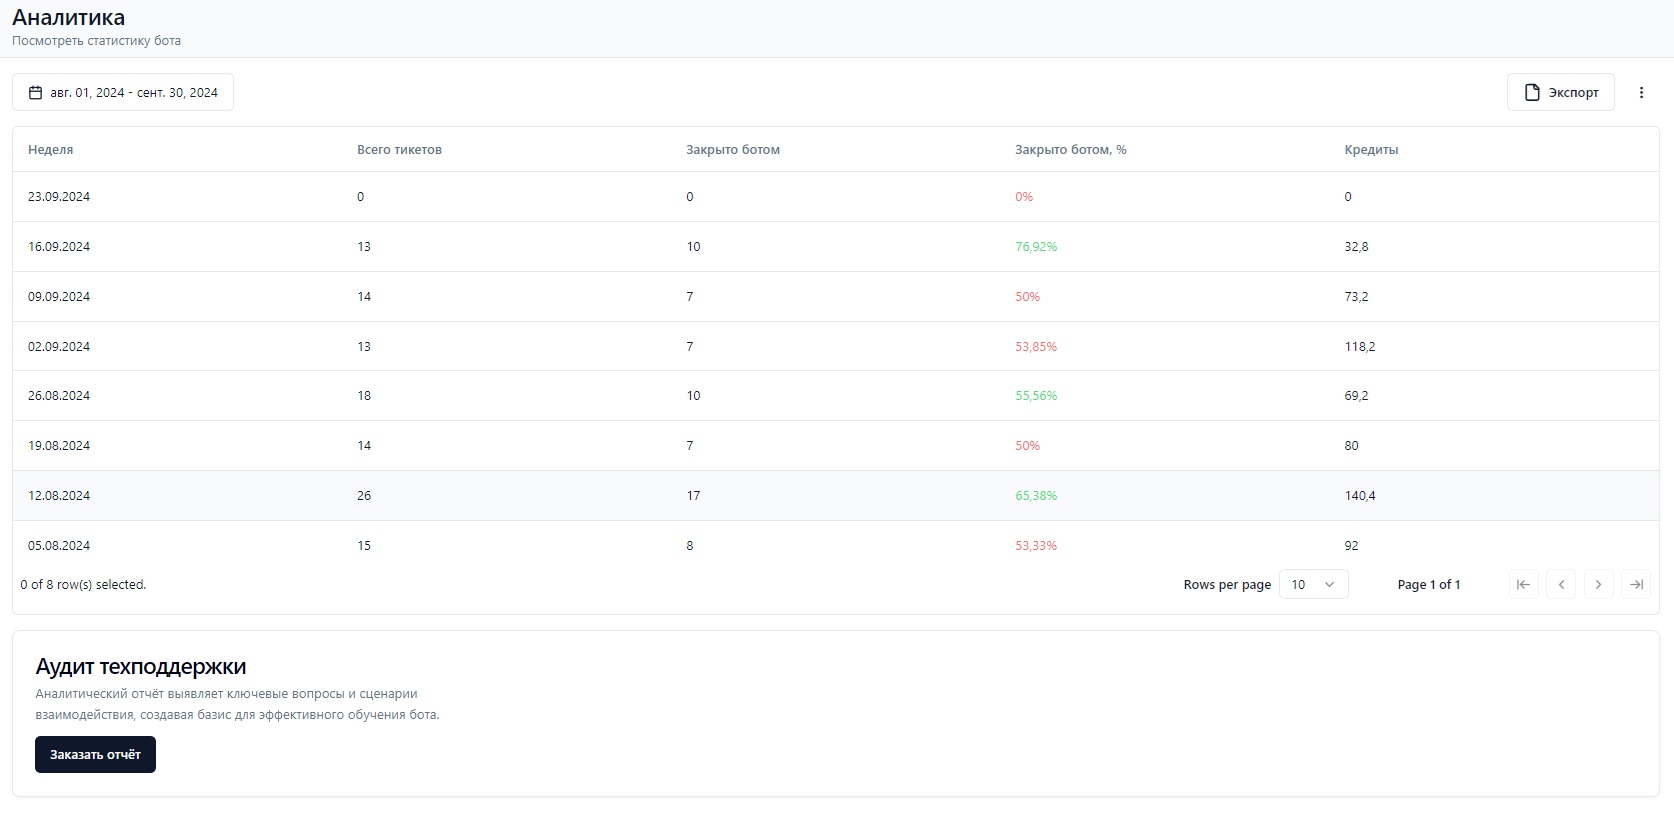 Аналитика
Посмотреть статистику бота
авг. 01, 2024 - сент. 30, 2024
Экспорт
Неделя Всего тикетов Закрыто ботом Закрыто ботом, % Кредиты
23.09.2024 0 0 0% 0
16.09.2024 13 10 76,92% 32,8
09.09.2024 14 7 50% 73,2
02.09.2024 13 7 53,85% 118,2
26.08.2024 18 10 55,56% 69,2
19.08.2024 14 7 50% 80
12.08.2024 26 17 65,38% 140,4
05.08.2024 15 8 53,33% 92
0 of 8 row(s) selected. Rows per page 10 Page 1 of 1
Аудит техподдержки
Аналитический отчёт выявляет ключевые вопросы и сценарии
взаимодействия, создавая базис для эффективного обучения бота.
Заказать отчёт